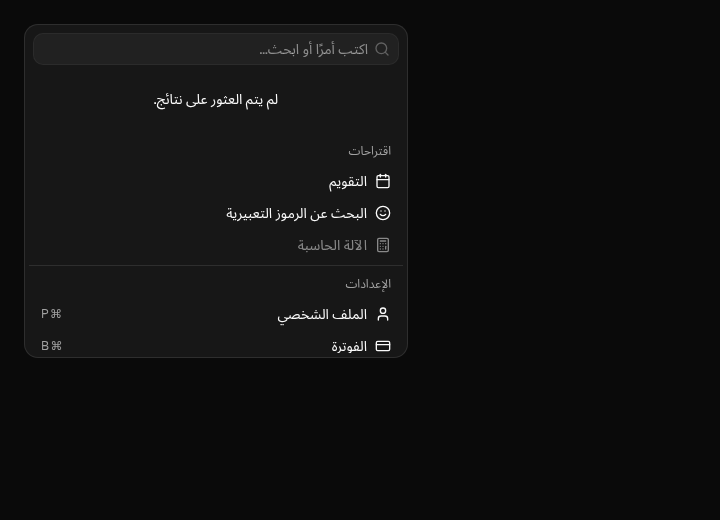 اكتب أمرًا أو ابحث...
لم يتم العثور على نتائج.
اقتراحات
التقويم
البحث عن الرموز التعبيرية
الآلة الحاسبة
الإعدادات
الملف الشخصي ⌘P
الفوترة ⌘B